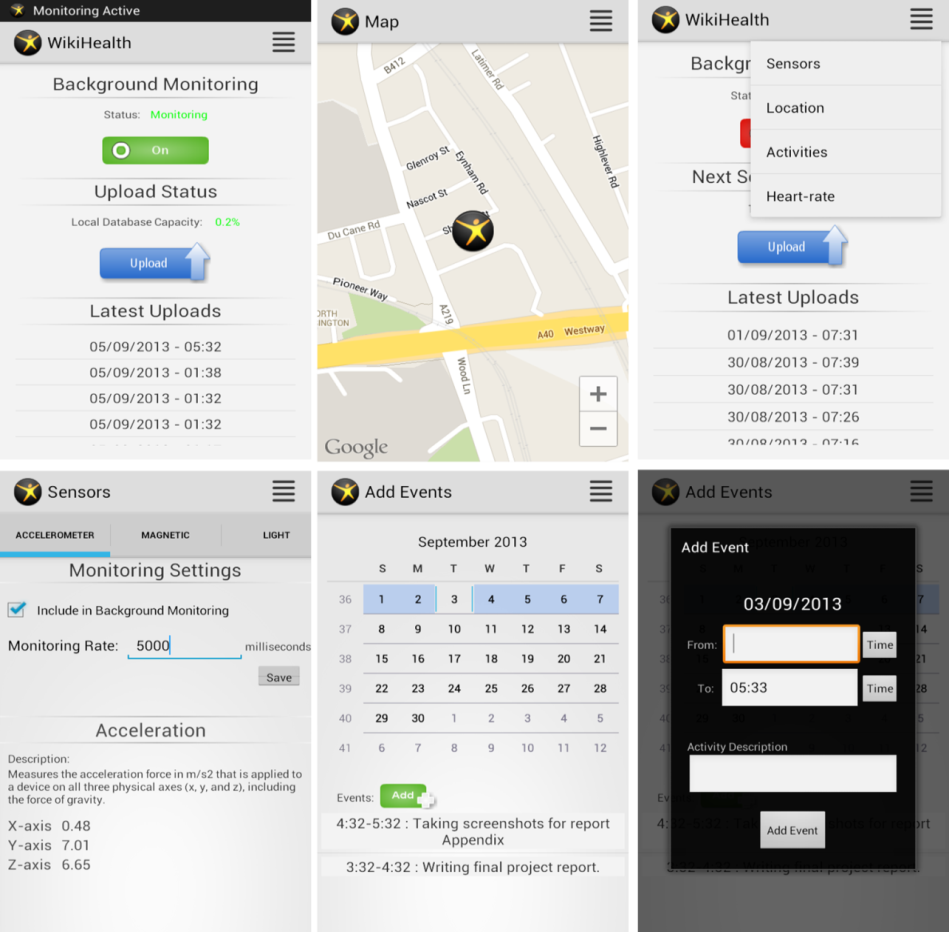 Monitoring Active
WikiHealth
Background Monitoring
Status: Monitoring
On
Upload Status
Local Database Capacity: 0.2%
Upload
Latest Uploads
05/09/2013 - 05:32
05/09/2013 - 01:38
05/09/2013 - 01:32
05/09/2013 - 01:32
Map
B412
Latimer Rd
Glenroy St
Eynham Rd
Highlever Rd
Nascot St
Du Cane Rd
Pioneer Way
A219
A40 Westway
Wood Ln
+
−
Google
WikiHealth
Sensors
Location
Activities
Heart-rate
Backgr
Stat
Next Se
Upload
Latest Uploads
01/09/2013 - 07:31
30/08/2013 - 07:39
30/08/2013 - 07:31
30/08/2013 - 07:26
30/08/2013 - 07:16
Sensors
ACCELEROMETER MAGNETIC LIGHT
Monitoring Settings
Include in Background Monitoring
Monitoring Rate: 5000 milliseconds
Save
Acceleration
Description:
Measures the acceleration force in m/s2 that is applied to
a device on all three physical axes (x, y, and z), including
the force of gravity.
X-axis 0.48
Y-axis 7.01
Z-axis 6.65
Add Events
September 2013
S M T W T F S
36 1 2 3 4 5 6 7
37 8 9 10 11 12 13 14
38 15 16 17 18 19 20 21
39 22 23 24 25 26 27 28
40 29 30 1 2 3 4 5
41 6 7 8 9 10 11 12
Events: Add
4:32-5:32 : Taking screenshots for report
Appendix
3:32-4:32 : Writing final project report.
Add Events
Add Event
03/09/2013
From: Time
To: 05:33 Time
Activity Description
Add Event
3:32-4:32 : Writing final project report.